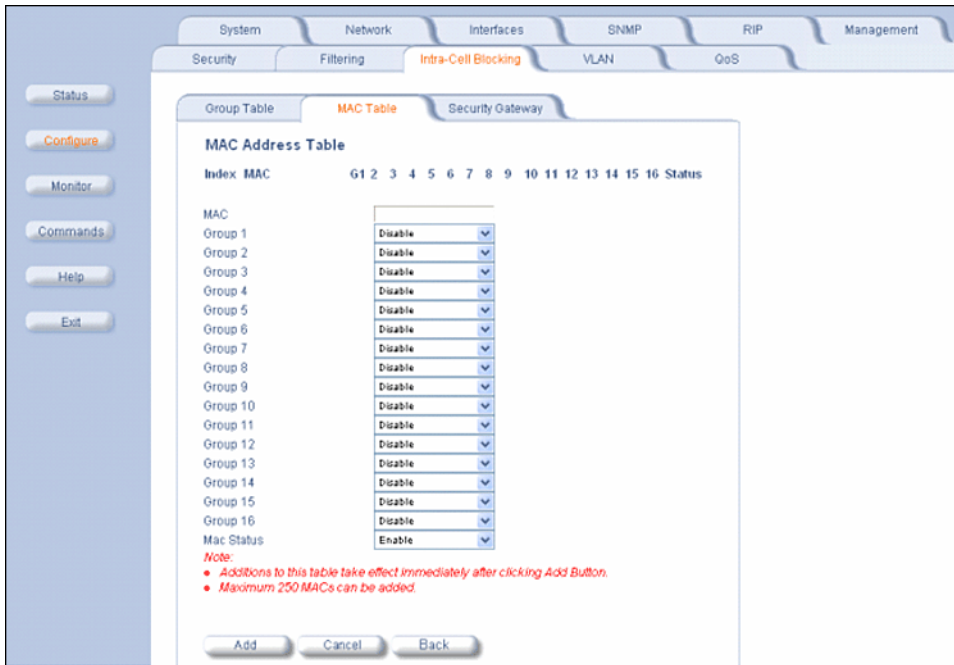 System Network Interfaces SNMP RIP Management
Security Filtering Intra-Cell Blocking VLAN QoS
Status
Configure
Monitor
Commands
Help
Exit
Group Table MAC Table Security Gateway
MAC Address Table
Index MAC G1 2 3 4 5 6 7 8 9 10 11 12 13 14 15 16 Status
MAC
Group 1 Disable
Group 2 Disable
Group 3 Disable
Group 4 Disable
Group 5 Disable
Group 6 Disable
Group 7 Disable
Group 8 Disable
Group 9 Disable
Group 10 Disable
Group 11 Disable
Group 12 Disable
Group 13 Disable
Group 14 Disable
Group 15 Disable
Group 16 Disable
Mac Status Enable
Note:
• Additions to this table take effect immediately after clicking Add Button.
• Maximum 250 MACs can be added.
Add Cancel Back